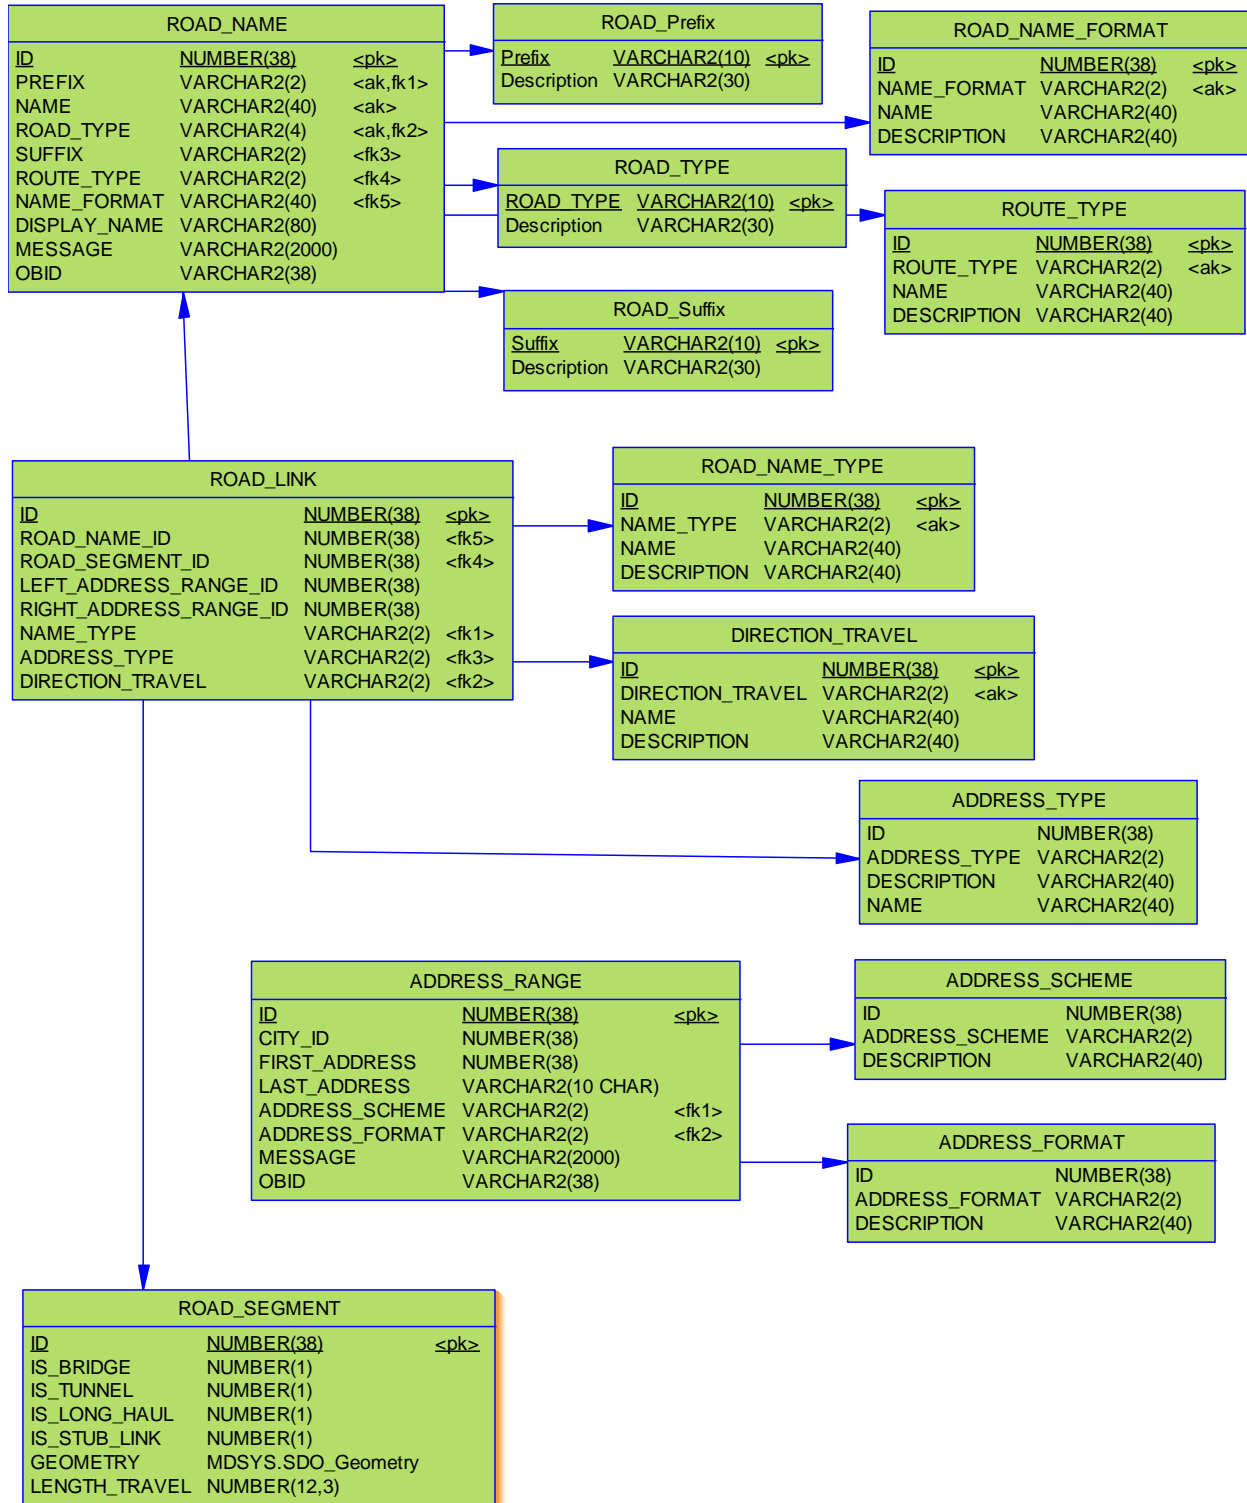 ROAD_NAME
ID NUMBER(38) <pk>
PREFIX VARCHAR2(2) <ak,fk1>
NAME VARCHAR2(40) <ak>
ROAD_TYPE VARCHAR2(4) <ak,fk2>
SUFFIX VARCHAR2(2) <fk3>
ROUTE_TYPE VARCHAR2(2) <fk4>
NAME_FORMAT VARCHAR2(40) <fk5>
DISPLAY_NAME VARCHAR2(80)
MESSAGE VARCHAR2(2000)
OBID VARCHAR2(38)
ROAD_Prefix
Prefix VARCHAR2(10) <pk>
Description VARCHAR2(30)
ROAD_NAME_FORMAT
ID NUMBER(38) <pk>
NAME_FORMAT VARCHAR2(2) <ak>
NAME VARCHAR2(40)
DESCRIPTION VARCHAR2(40)
ROAD_TYPE
ROAD_TYPE VARCHAR2(10) <pk>
Description VARCHAR2(30)
ROUTE_TYPE
ID NUMBER(38) <pk>
ROUTE_TYPE VARCHAR2(2) <ak>
NAME VARCHAR2(40)
DESCRIPTION VARCHAR2(40)
ROAD_Suffix
Suffix VARCHAR2(10) <pk>
Description VARCHAR2(30)
ROAD_LINK
ID NUMBER(38) <pk>
ROAD_NAME_ID NUMBER(38) <fk5>
ROAD_SEGMENT_ID NUMBER(38) <fk4>
LEFT_ADDRESS_RANGE_ID NUMBER(38)
RIGHT_ADDRESS_RANGE_ID NUMBER(38)
NAME_TYPE VARCHAR2(2) <fk1>
ADDRESS_TYPE VARCHAR2(2) <fk3>
DIRECTION_TRAVEL VARCHAR2(2) <fk2>
ROAD_NAME_TYPE
ID NUMBER(38) <pk>
NAME_TYPE VARCHAR2(2) <ak>
NAME VARCHAR2(40)
DESCRIPTION VARCHAR2(40)
DIRECTION_TRAVEL
ID NUMBER(38) <pk>
DIRECTION_TRAVEL VARCHAR2(2) <ak>
NAME VARCHAR2(40)
DESCRIPTION VARCHAR2(40)
ADDRESS_TYPE
ID NUMBER(38)
ADDRESS_TYPE VARCHAR2(2)
DESCRIPTION VARCHAR2(40)
NAME VARCHAR2(40)
ADDRESS_RANGE
ID NUMBER(38) <pk>
CITY_ID NUMBER(38)
FIRST_ADDRESS NUMBER(38)
LAST_ADDRESS VARCHAR2(10 CHAR)
ADDRESS_SCHEME VARCHAR2(2) <fk1>
ADDRESS_FORMAT VARCHAR2(2) <fk2>
MESSAGE VARCHAR2(2000)
OBID VARCHAR2(38)
ADDRESS_SCHEME
ID NUMBER(38)
ADDRESS_SCHEME VARCHAR2(2)
DESCRIPTION VARCHAR2(40)
ADDRESS_FORMAT
ID NUMBER(38)
ADDRESS_FORMAT VARCHAR2(2)
DESCRIPTION VARCHAR2(40)
ROAD_SEGMENT
ID NUMBER(38) <pk>
IS_BRIDGE NUMBER(1)
IS_TUNNEL NUMBER(1)
IS_LONG_HAUL NUMBER(1)
IS_STUB_LINK NUMBER(1)
GEOMETRY MDSYS.SDO_Geometry
LENGTH_TRAVEL NUMBER(12,3)